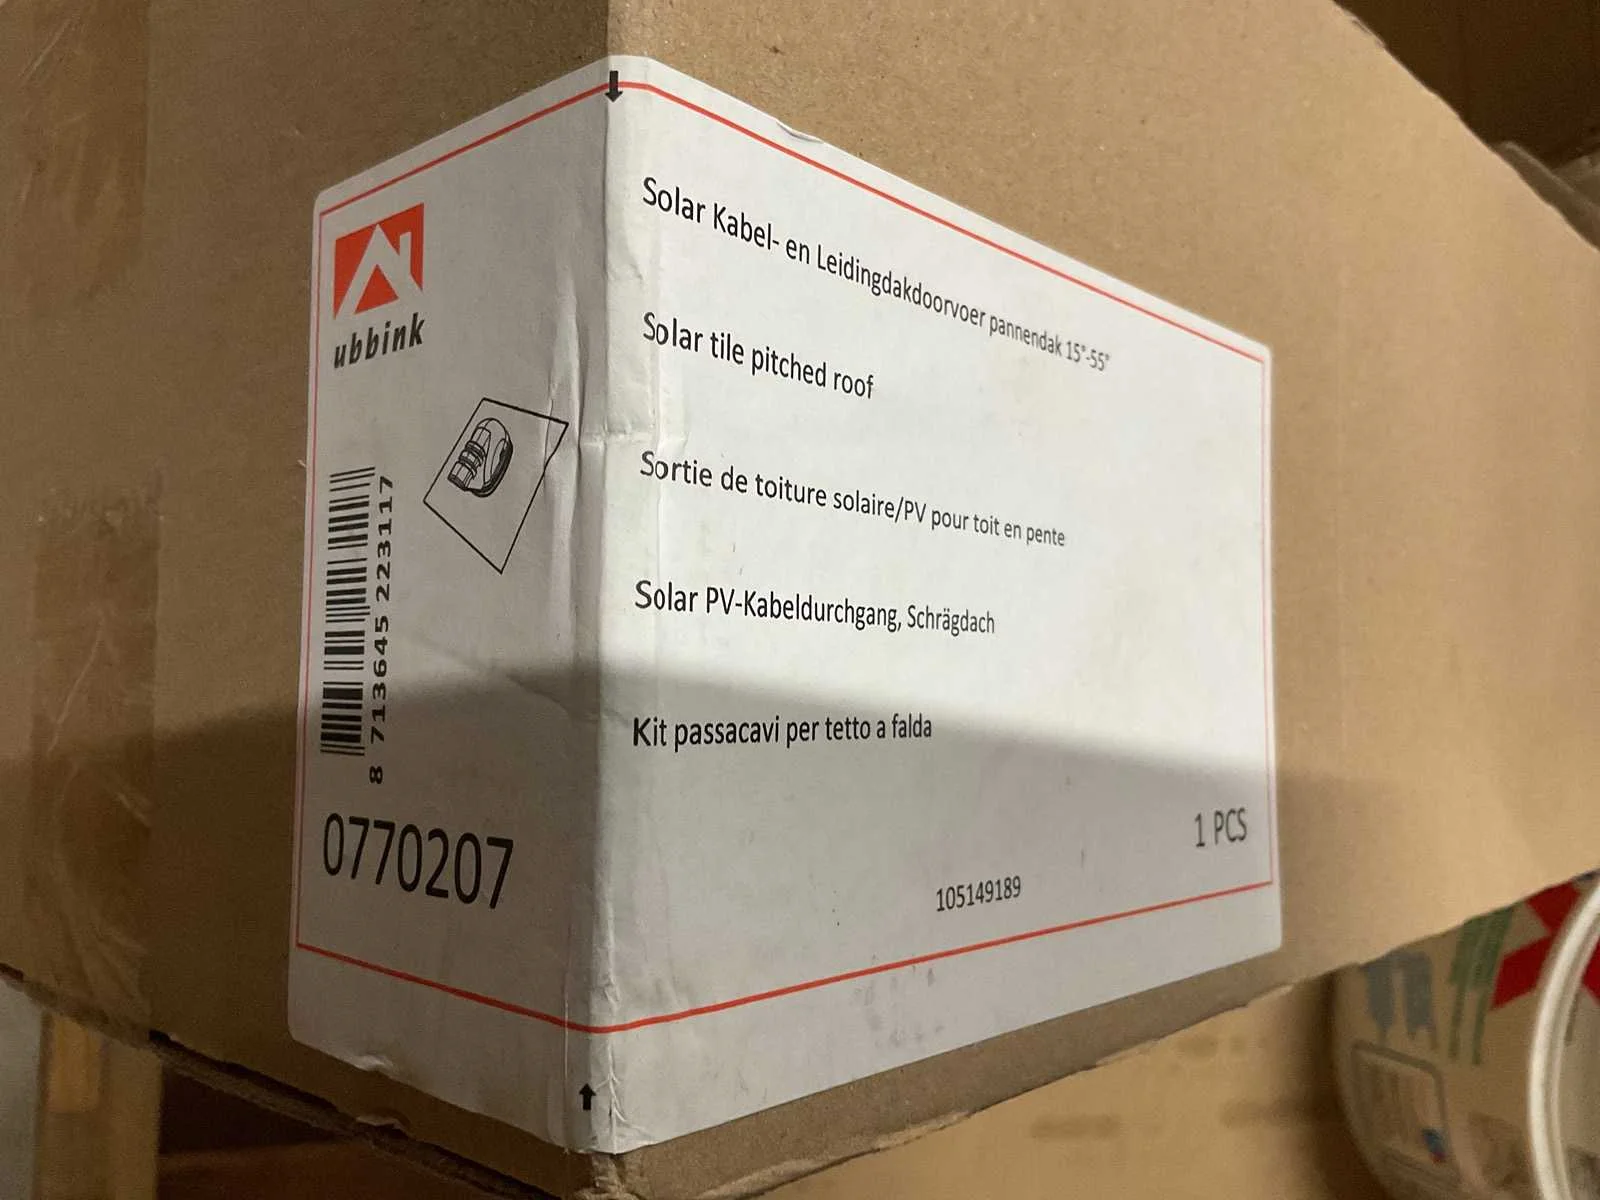 ubbink
8 713645 223117
0770207
Solar Kabel- en Leidingdakdoorvoer pannendak 15°-55°
Solar tile pitched roof
Sortie de toiture solaire/PV pour toit en pente
Solar PV-Kabeldurchgang, Schrägdach
Kit passacavi per tetto a falda
1 PCS
105149189